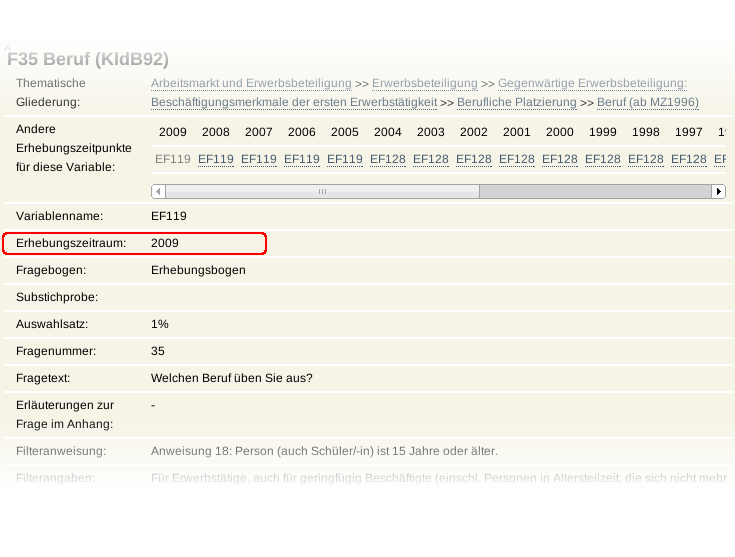 F35 Beruf (KldB92)
Thematische Gliederung:
Arbeitsmarkt und Erwerbsbeteiligung >> Erwerbsbeteiligung >> Gegenwärtige Erwerbsbeteiligung:
Beschäftigungsmerkmale der ersten Erwerbstätigkeit >> Berufliche Platzierung >> Beruf (ab MZ1996)
Andere
Erhebungszeitpunkte
für diese Variable:
2009 2008 2007 2006 2005 2004 2003 2002 2001 2000 1999 1998 1997
EF119 EF119 EF119 EF119 EF119 EF128 EF128 EF128 EF128 EF128 EF128 EF128 EF128
Variablenname: EF119
Erhebungszeitraum: 2009
Fragebogen: Erhebungsbogen
Substichprobe:
Auswahlsatz: 1%
Fragenummer: 35
Fragetext: Welchen Beruf üben Sie aus?
Erläuterungen zur
Frage im Anhang: -
Filteranweisung: Anweisung 18: Person (auch Schüler/-in) ist 15 Jahre oder älter.
Filterangaben: Für Erwerbstätige, auch für geringfügig Beschäftigte (einschl. Personen in Altersteilzeit, die sich nicht mehr